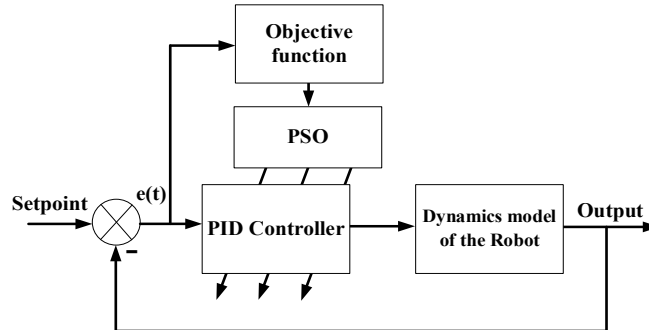 Objective
function
PSO
e(t)
Setpoint
PID Controller
Dynamics model
of the Robot
Output
-